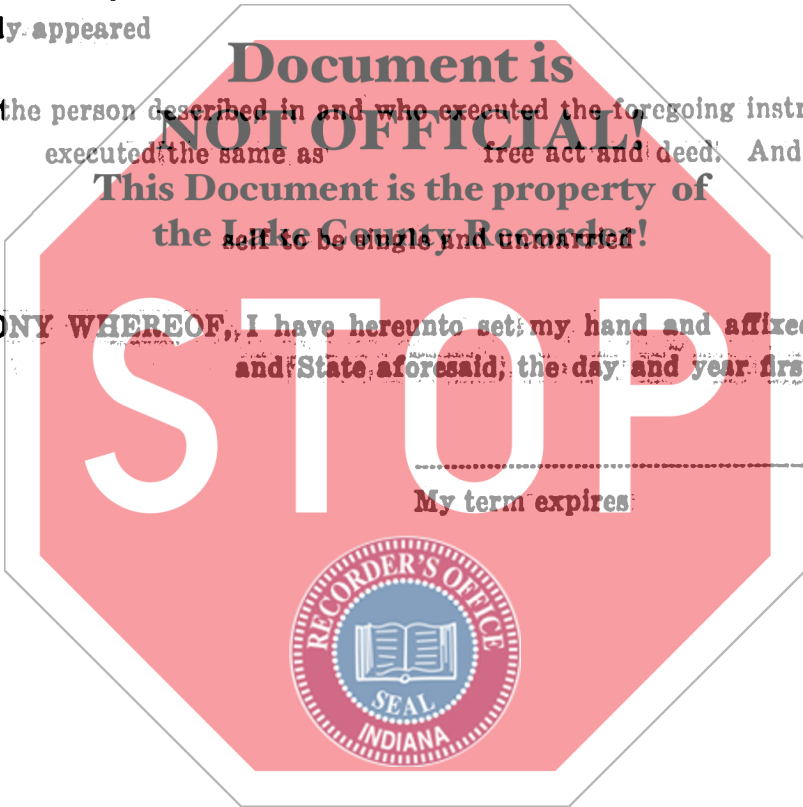 ly appeared
Document is
the person described in and who executed the foregoing instr
NOT OFFICIAL!
executed the same as free act and deed. And
This Document is the property of
the Lake County Recorder!
self to be single and unmarried
ONY WHEREOF, I have hereunto set my hand and affixe
STOP
and State aforesaid, the day and year firs
My term expires
RECORDER'S OFFICE
SEAL
INDIANA